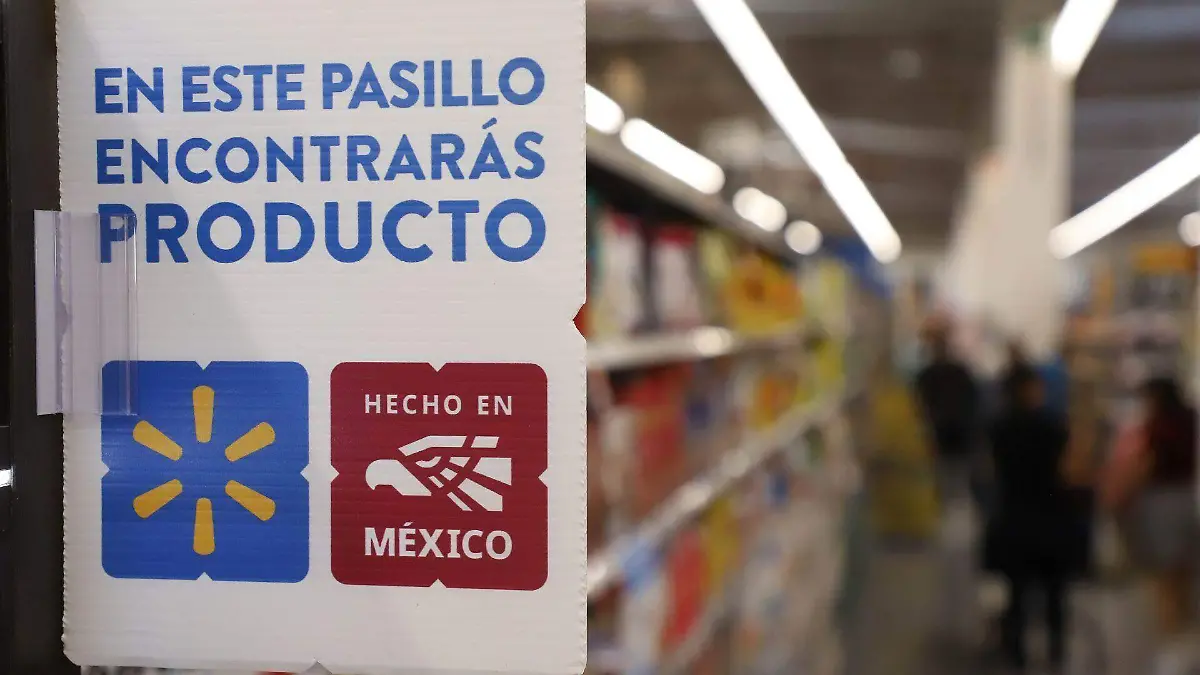 EN ESTE PASILLO
ENCONTRARÁS
PRODUCTO
HECHO EN
MÉXICO